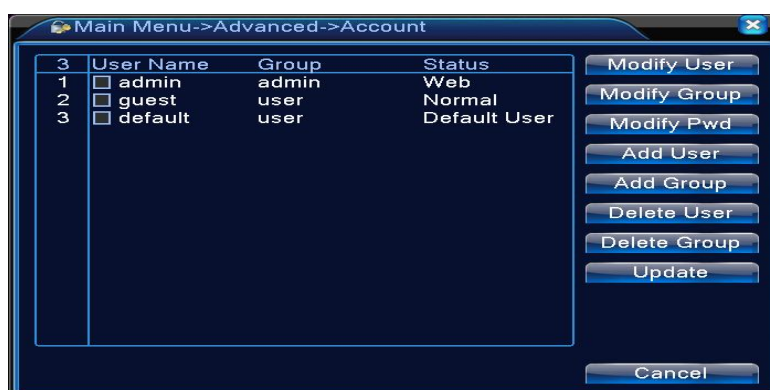 Main Menu->Advanced->Account
3 User Name Group Status
1 admin admin Web
2 guest user Normal
3 default user Default User
Modify User
Modify Group
Modify Pwd
Add User
Add Group
Delete User
Delete Group
Update
Cancel